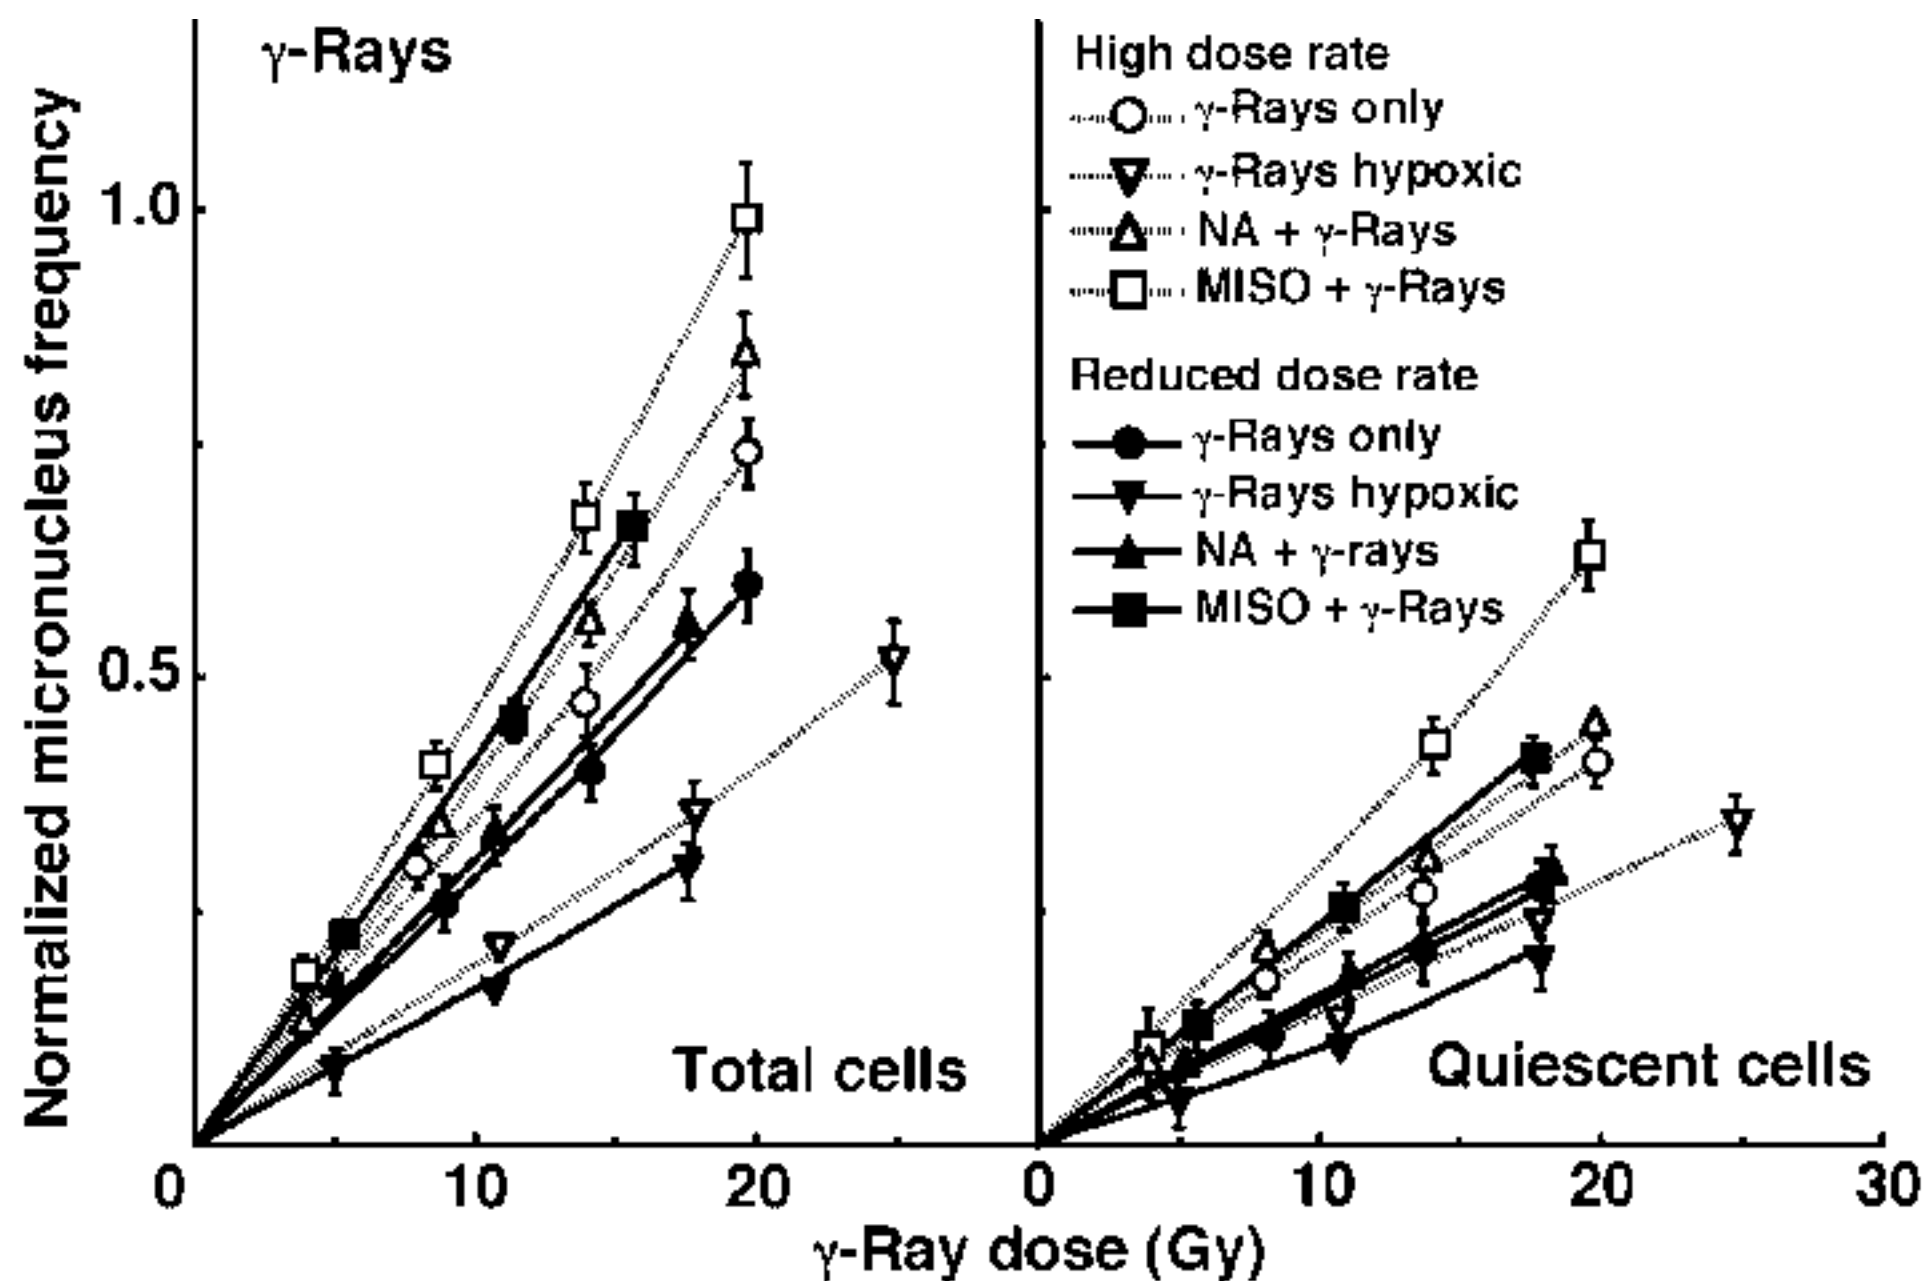 γ-Rays
Normalized micronucleus frequency
1.0
0.5
Total cells
0
10
20
High dose rate
γ-Rays only
γ-Rays hypoxic
NA + γ-Rays
MISO + γ-Rays
Reduced dose rate
γ-Rays only
γ-Rays hypoxic
NA + γ-rays
MISO + γ-Rays
Quiescent cells
0
10
20
30
γ-Ray dose (Gy)